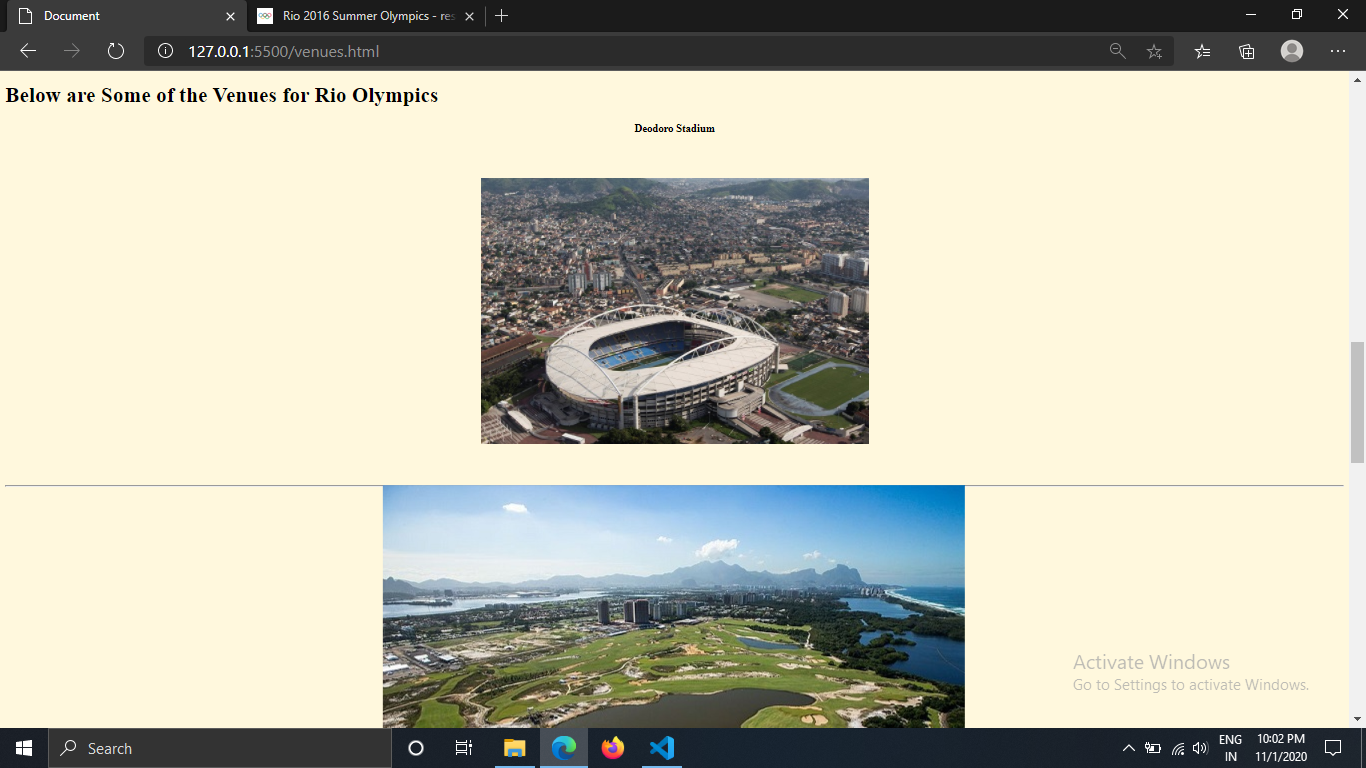 Document
Rio 2016 Summer Olympics - res
127.0.0.1:5500/venues.html
Below are Some of the Venues for Rio Olympics
Deodoro Stadium
Activate Windows
Go to Settings to activate Windows.
Search
ENG
IN
10:02 PM
11/1/2020